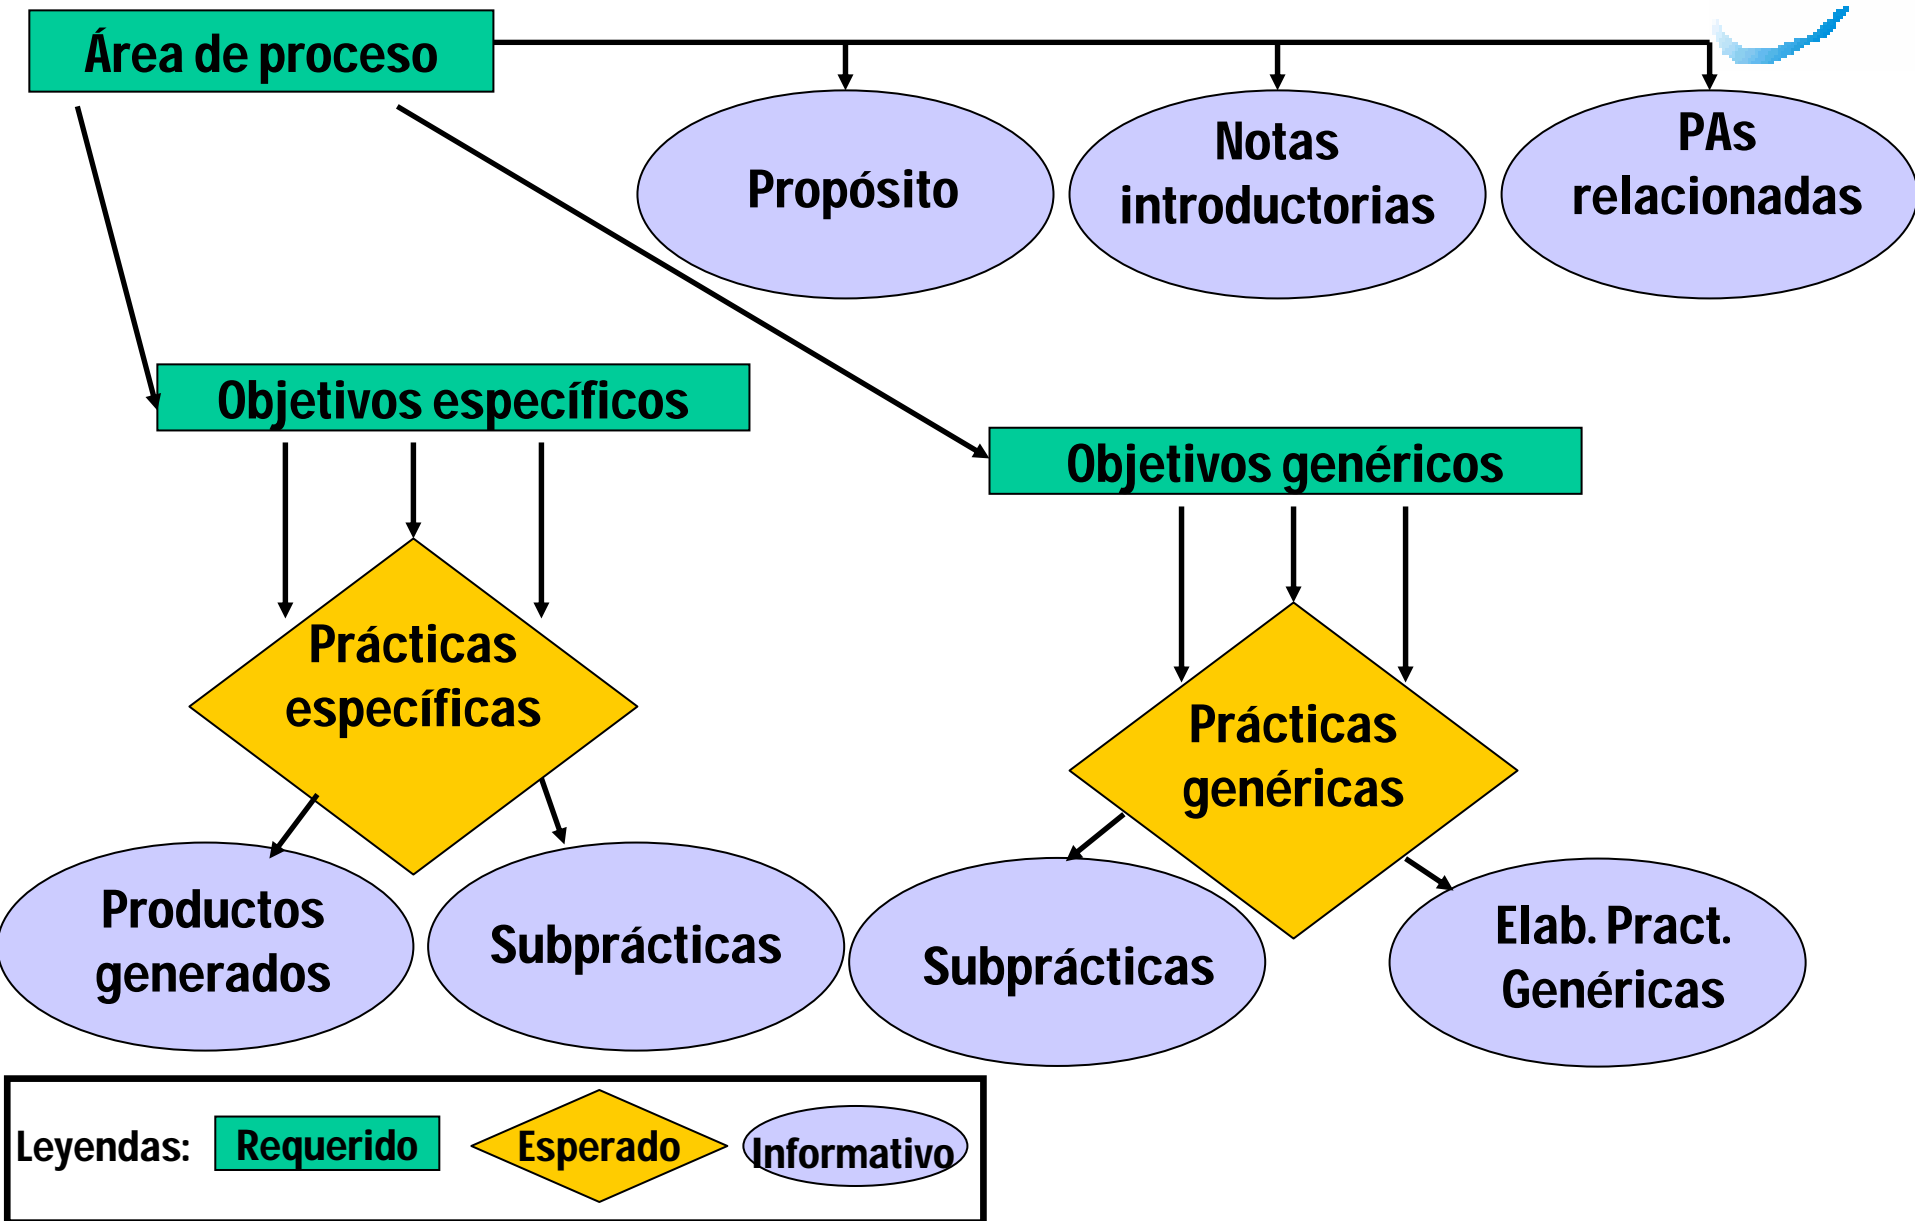 Área de proceso
Propósito
Notas
introductorias
PAs
relacionadas
Objetivos específicos
Objetivos genéricos
Prácticas
específicas
Prácticas
genéricas
Productos
generados
Subprácticas
Subprácticas
Elab. Pract.
Genéricas
Leyendas:
Requerido
Esperado
Informativo